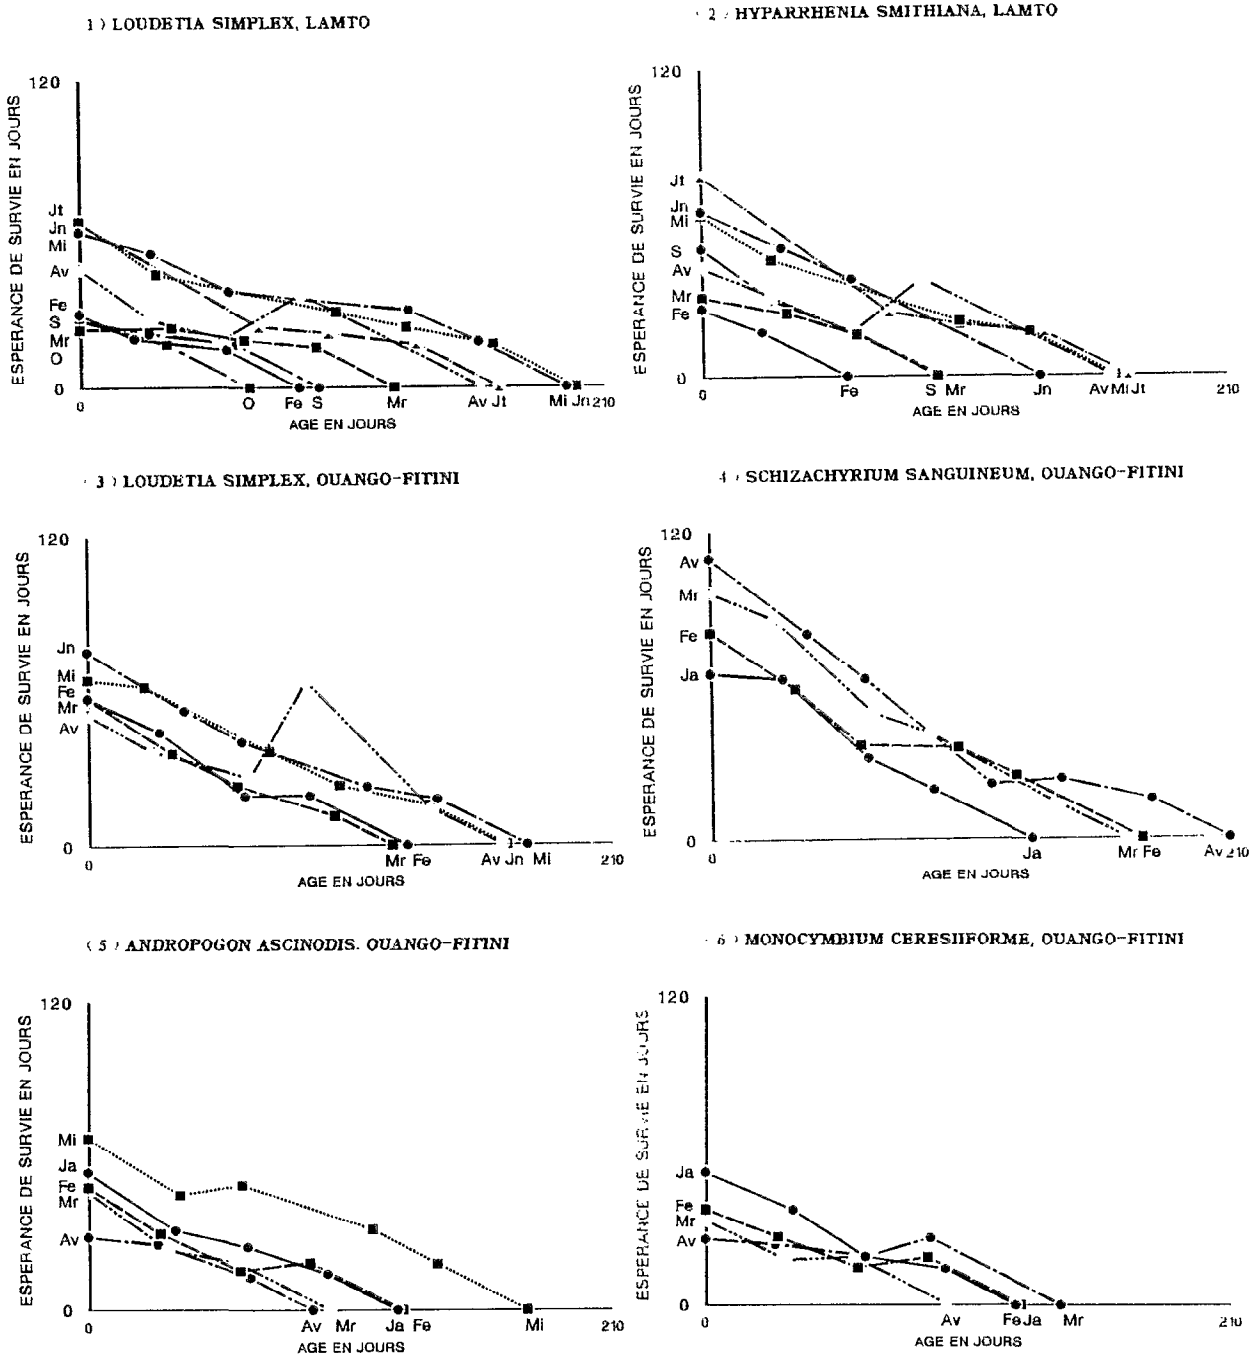 1) LOUDETIA SIMPLEX, LAMTO
120
ESPERANCE DE SURVIE EN JOURS
Jt
Jn
Mi
Av
Fe
S
Mr
O
0
0
O Fe S Mr Av Jt Mi Jn 210
AGE EN JOURS
(2) HYPARRHENIA SMITHIANA, LAMTO
120
ESPERANCE DE SURVIE EN JOURS
Jt
Jn
Mi
S
Av
Mr
Fe
0
0
Fe S Mr Jn Av Mi Jt 210
AGE EN JOURS
(3) LOUDETIA SIMPLEX, OUANGO-FITINI
120
ESPERANCE DE SURVIE EN JOURS
Jn
Mi
Fe
Mr
Av
0
0
Mr Fe Av Jn Mi 210
AGE EN JOURS
4) SCHIZACHYRIUM SANGUINEUM, OUANGO-FITINI
120
ESPERANCE DE SURVIE EN JOURS
Av
Mr
Fe
Ja
0
0
Ja Mr Fe Av 210
AGE EN JOURS
(5) ANDROPOGON ASCINODIS. OUANGO-FITINI
120
ESPERANCE DE SURVIE EN JOURS
Mi
Ja
Fe
Mr
Av
0
0
Av Mr Ja Fe Mi 210
AGE EN JOURS
6) MONOCYMBIUM CERESIIFORME, OUANGO-FITINI
120
ESPERANCE DE SURVIE EN JOURS
Ja
Fe
Mr
Av
0
0
Av Fe Ja Mr 210
AGE EN JOURS